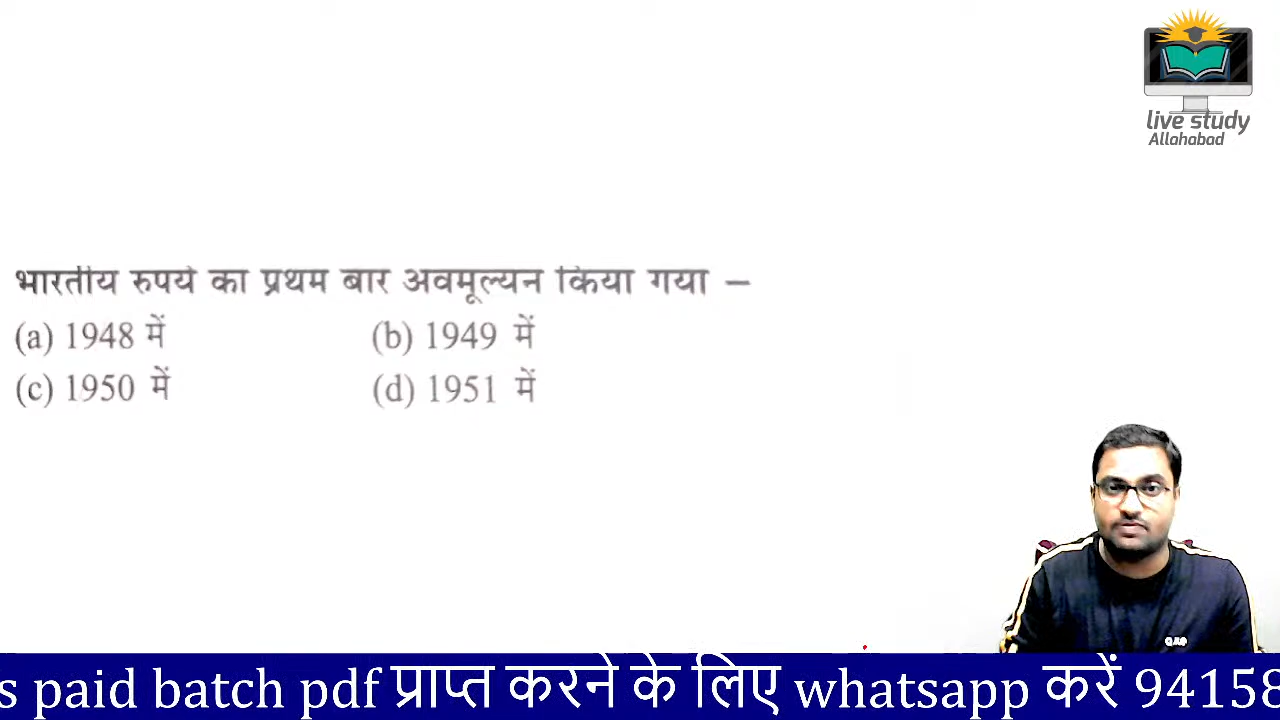 live study
Allahabad
भारतीय रुपये का प्रथम बार अवमूल्यन किया गया –
(a) 1948 में (b) 1949 में
(c) 1950 में (d) 1951 में
s paid batch pdf प्राप्त करने के लिए whatsapp करें 94158